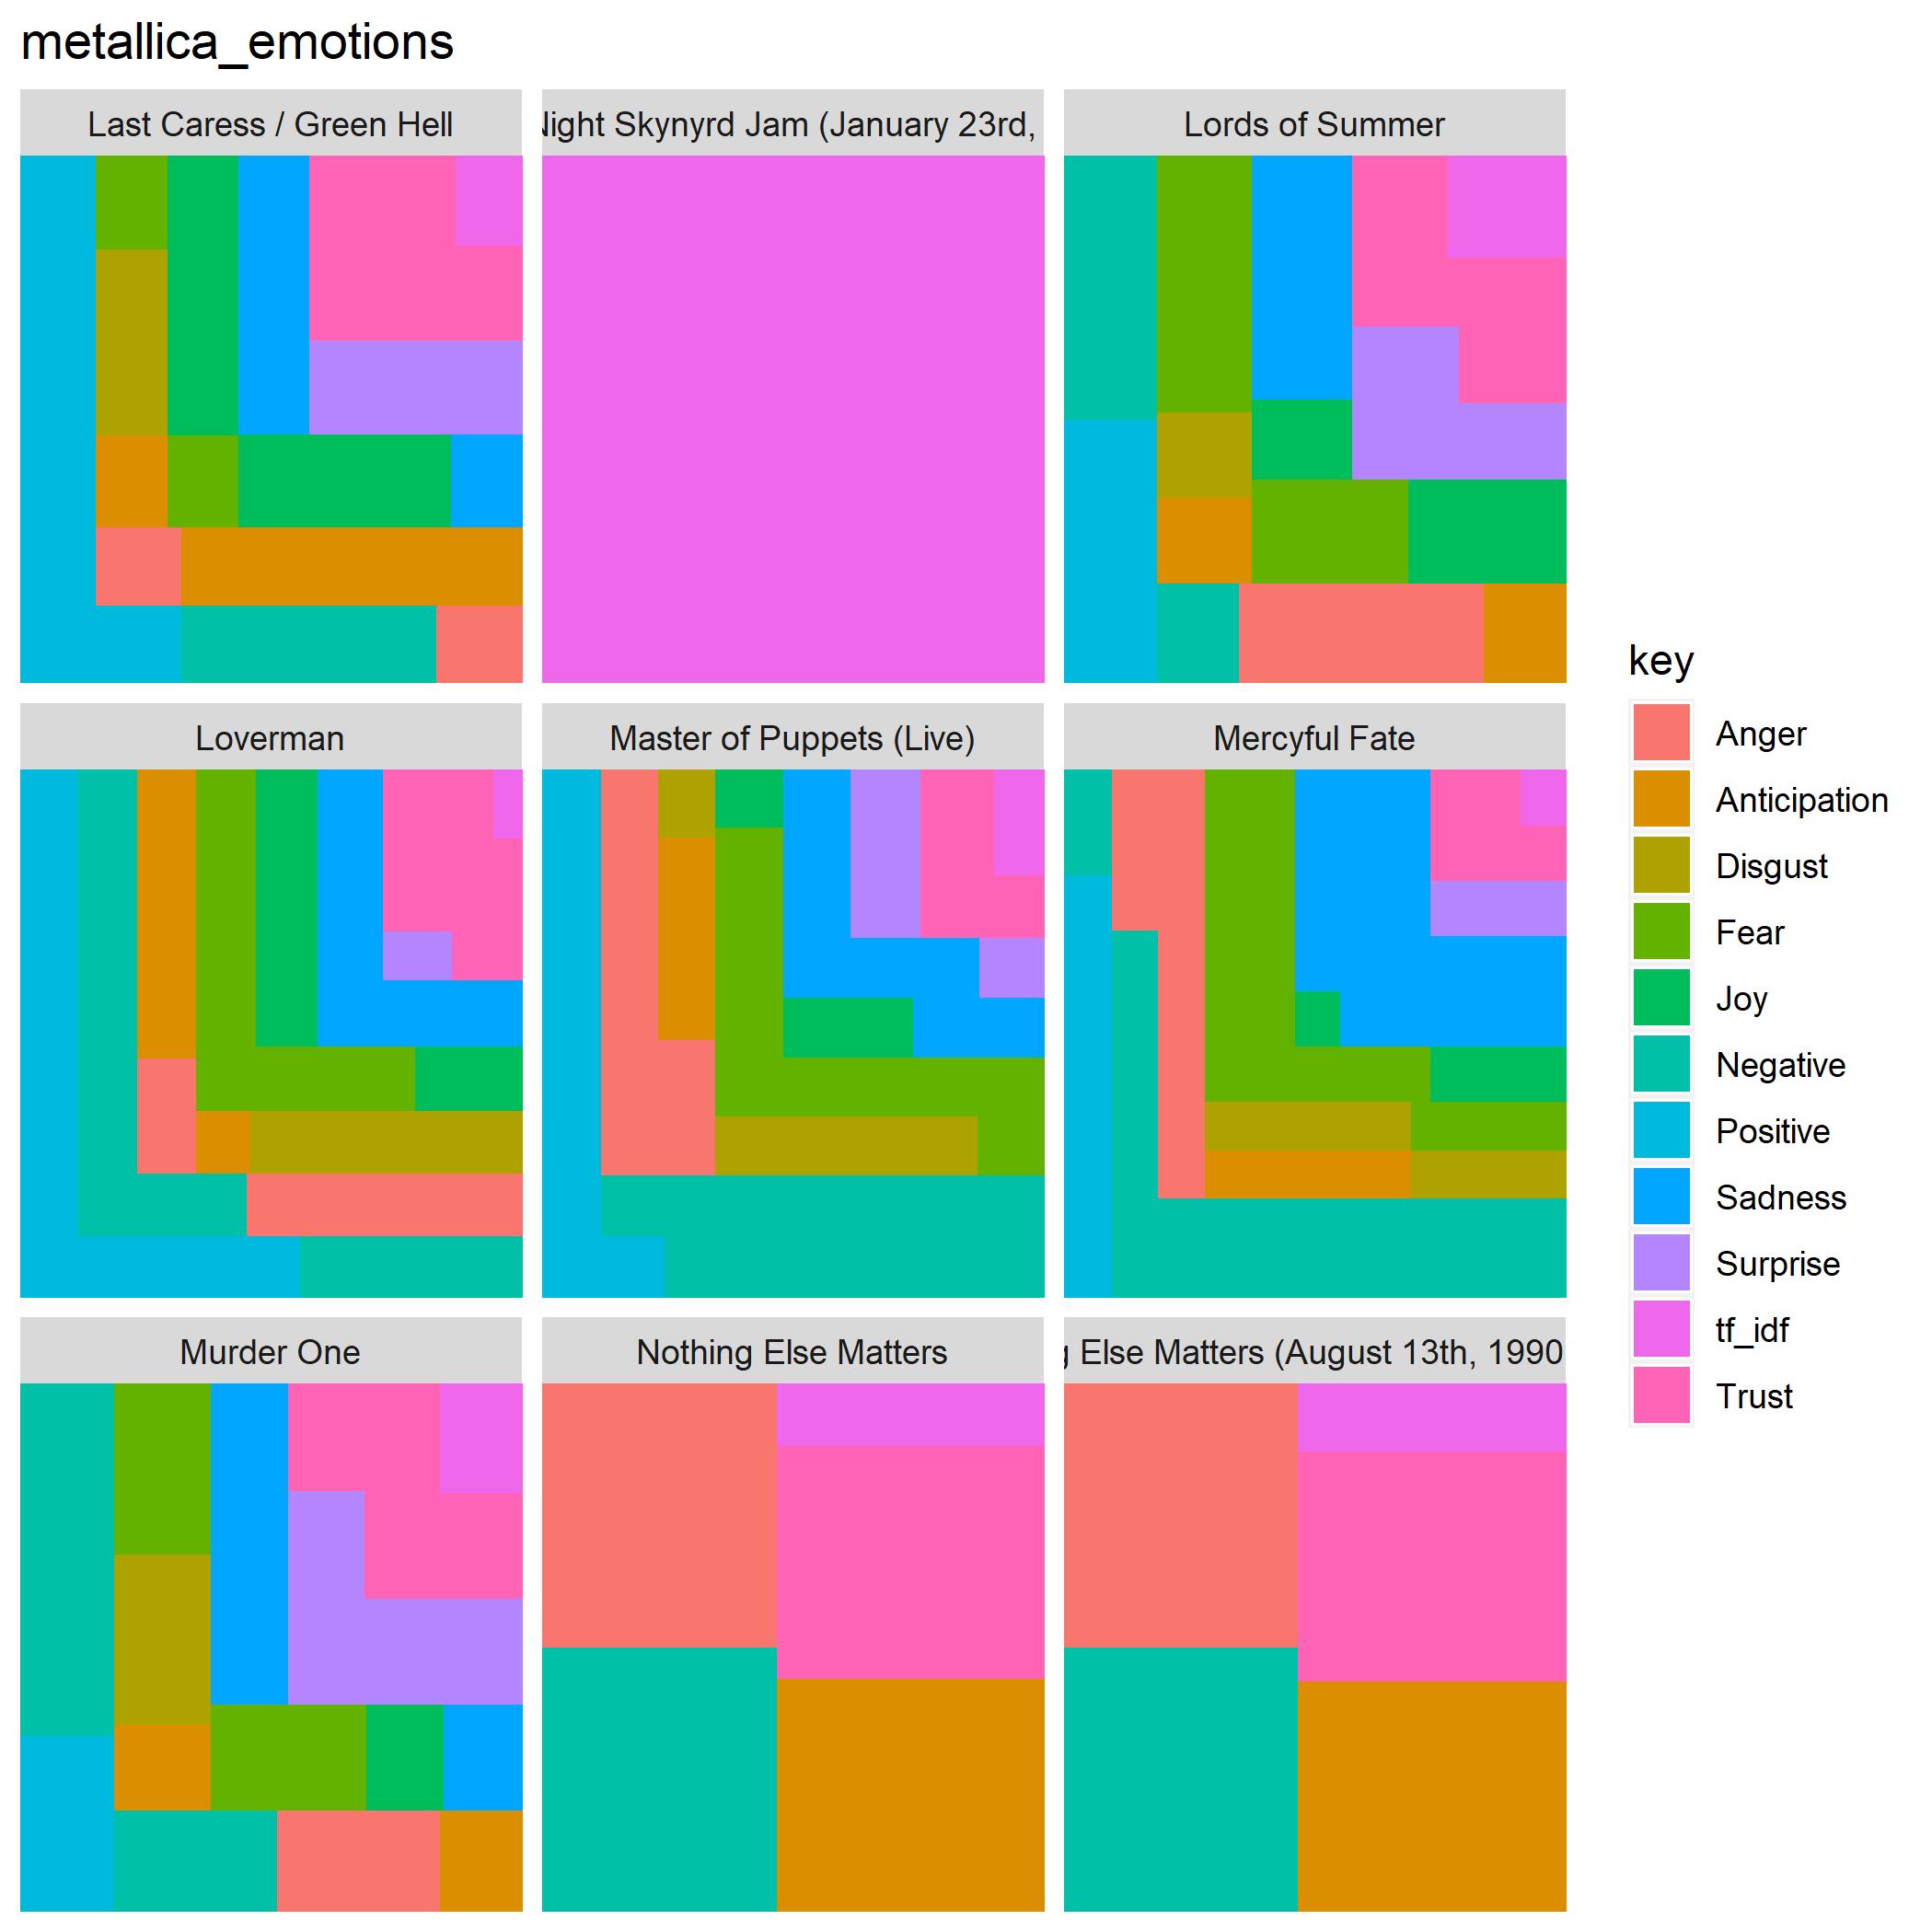 metallica_emotions
Last Caress / Green Hell
Night Skynyrd Jam (January 23rd,
Lords of Summer
Loverman
Master of Puppets (Live)
Mercyful Fate
Murder One
Nothing Else Matters
Else Matters (August 13th, 1990
key
Anger
Anticipation
Disgust
Fear
Joy
Negative
Positive
Sadness
Surprise
tf_idf
Trust